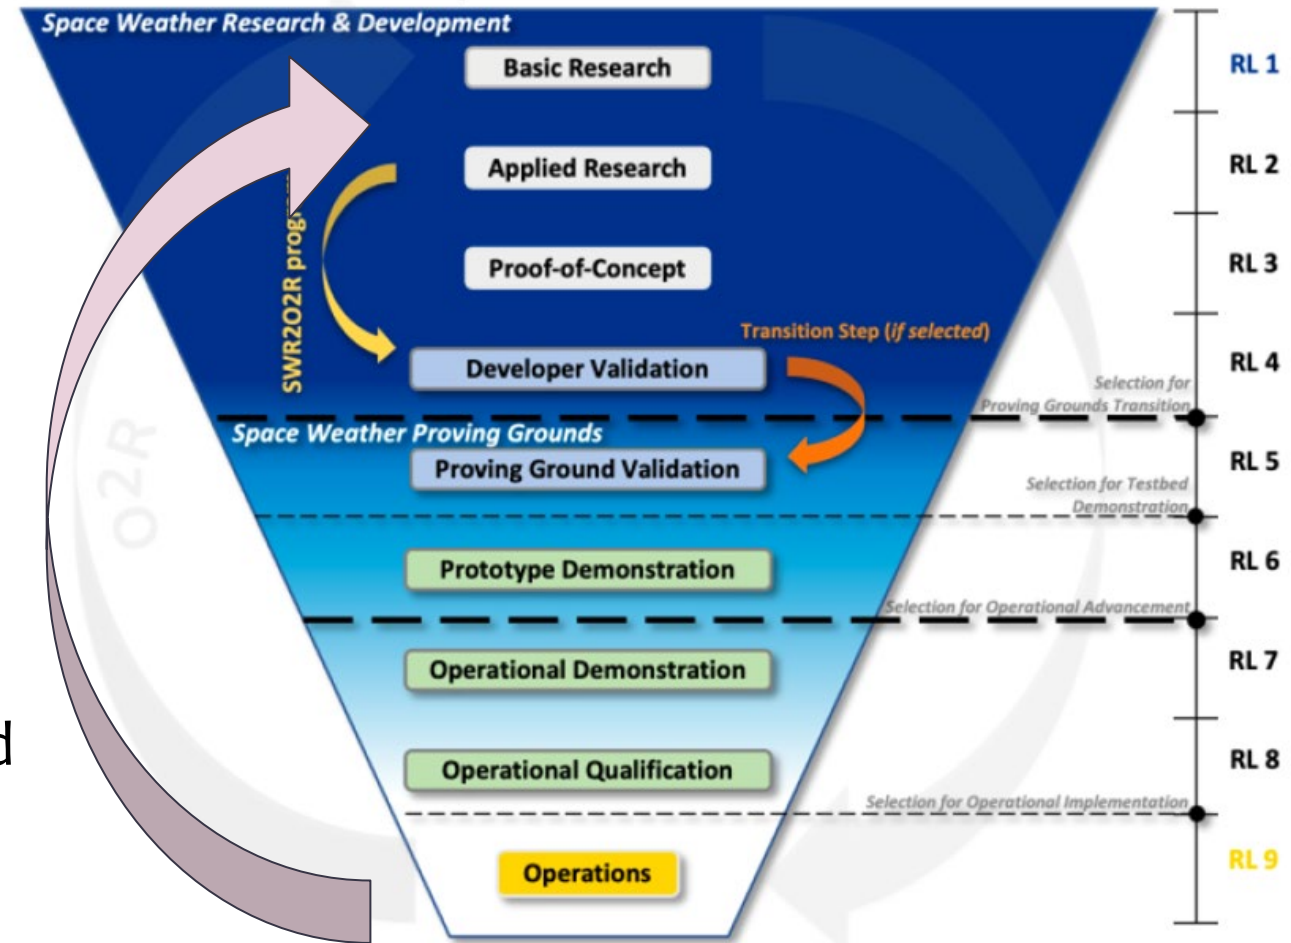 Space Weather Research & Development
Basic Research
RL 1
Applied Research
RL 2
SWR2O2R
Proof-of-Concept
RL 3
Transition Step (if selected)
Developer Validation
RL 4
Selection for
Proving Grounds Transition
Space Weather Proving Grounds
Proving Ground Validation
RL 5
O2R
Selection for Testbed
Demonstration
Prototype Demonstration
RL 6
Selection for Operational Advancement
Operational Demonstration
RL 7
d
Operational Qualification
RL 8
Selection for Operational Implementation
Operations
RL 9